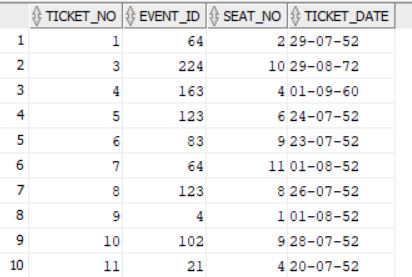 TICKET_NO EVENT_ID SEAT_NO TICKET_DATE
1 1 64 2 29-07-52
2 3 224 10 29-08-72
3 4 163 4 01-09-60
4 5 123 6 24-07-52
5 6 83 9 23-07-52
6 7 64 11 01-08-52
7 8 123 8 26-07-52
8 9 4 1 01-08-52
9 10 102 9 28-07-52
10 11 21 4 20-07-52